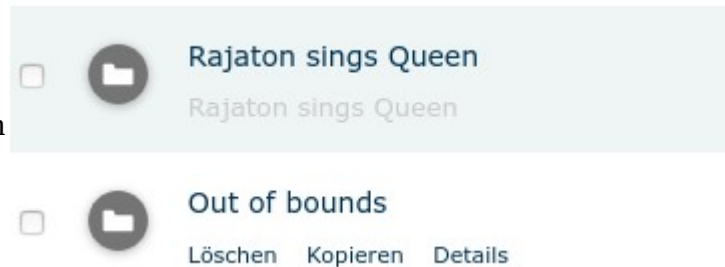 Rajaton sings Queen
Rajaton sings Queen
Out of bounds
Löschen Kopieren Details